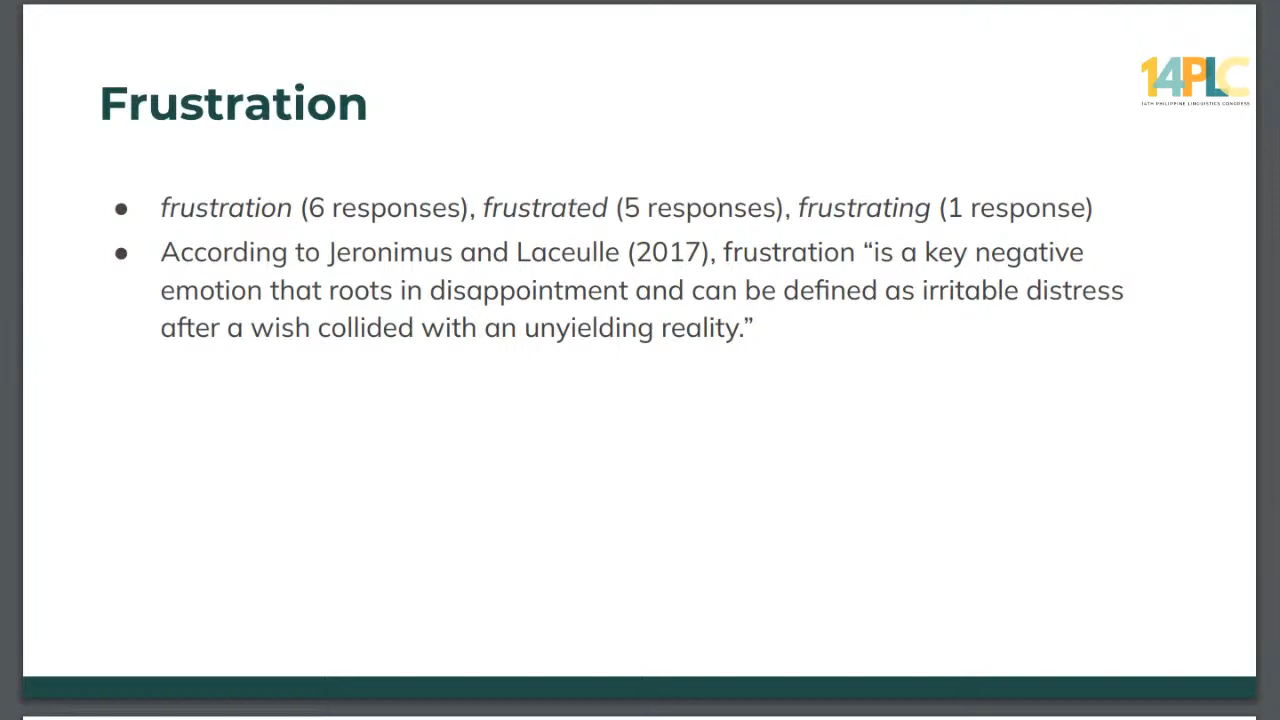 14PLC
14TH PHILIPPINE LINGUISTICS CONGRESS
Frustration
● frustration (6 responses), frustrated (5 responses), frustrating (1 response)
● According to Jeronimus and Laceulle (2017), frustration “is a key negative
emotion that roots in disappointment and can be defined as irritable distress
after a wish collided with an unyielding reality.”